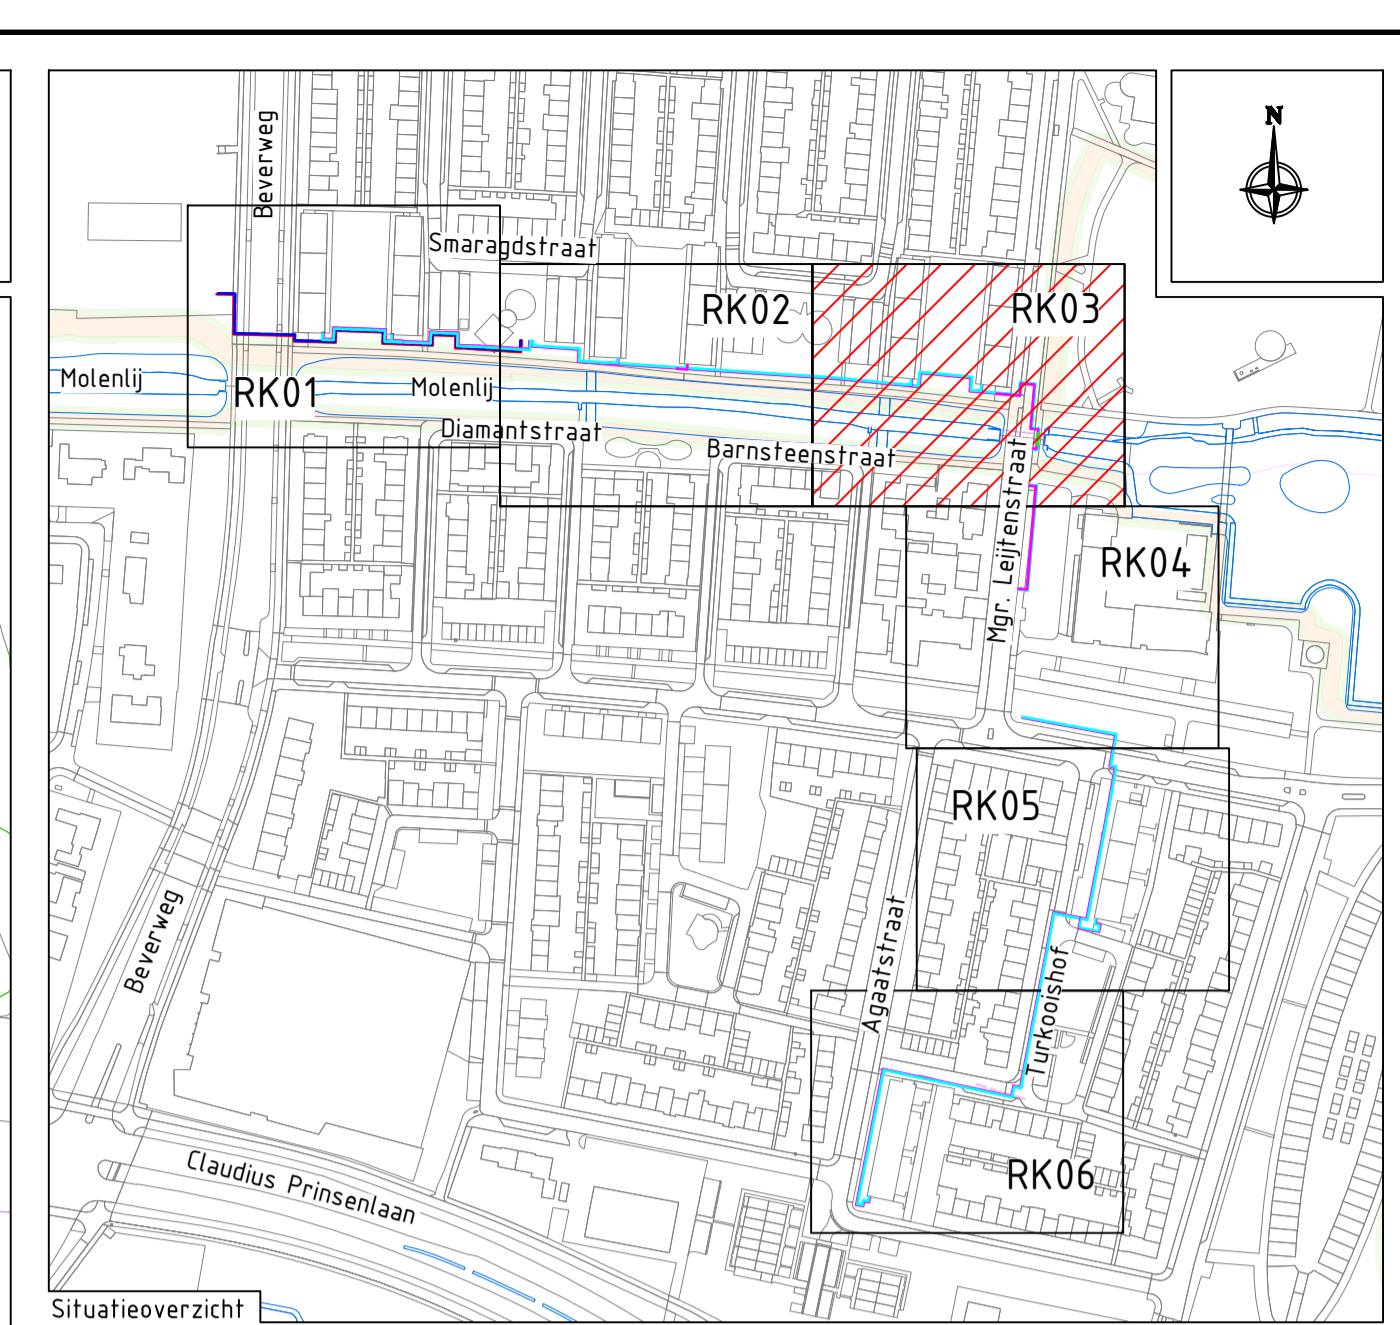 N
Beverweg
Smaragdstraat
RK02
RK03
Molenlij
RK01
Molenlij
Diamantstraat
Barnsteenstraat
Mgr. Leijtenstraat
RK04
RK05
Beverweg
Agaatstraat
Turkooishof
RK06
Claudius Prinsenlaan
Situatieoverzicht